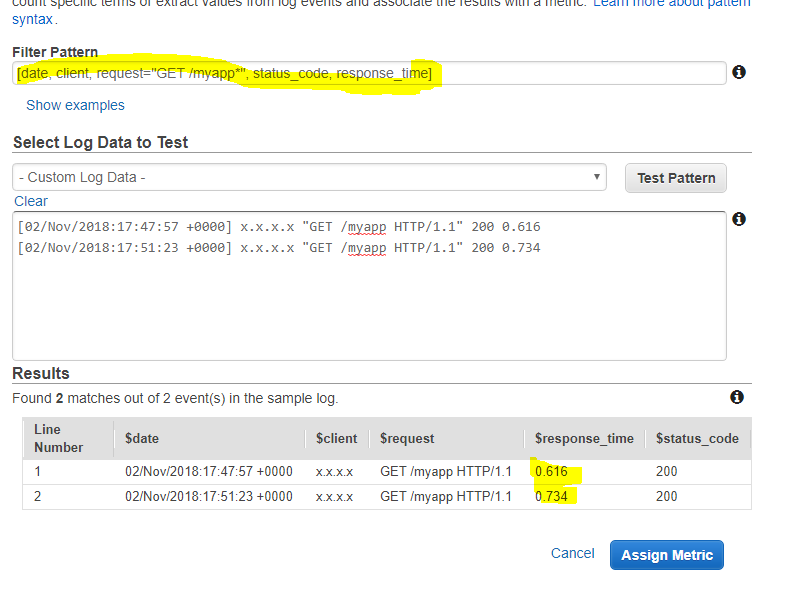 count specific terms or extract values from log events and associate the results with a metric. Learn more about pattern
syntax.
Filter Pattern
[date, client, request="GET /myapp*", status_code, response_time]
Show examples
Select Log Data to Test
- Custom Log Data -
Test Pattern
Clear
[02/Nov/2018:17:47:57 +0000] x.x.x.x "GET /myapp HTTP/1.1" 200 0.616
[02/Nov/2018:17:51:23 +0000] x.x.x.x "GET /myapp HTTP/1.1" 200 0.734
Results
Found 2 matches out of 2 event(s) in the sample log.
Line Number $date $client $request $response_time $status_code
1 02/Nov/2018:17:47:57 +0000 x.x.x.x GET /myapp HTTP/1.1 0.616 200
2 02/Nov/2018:17:51:23 +0000 x.x.x.x GET /myapp HTTP/1.1 0.734 200
Cancel Assign Metric